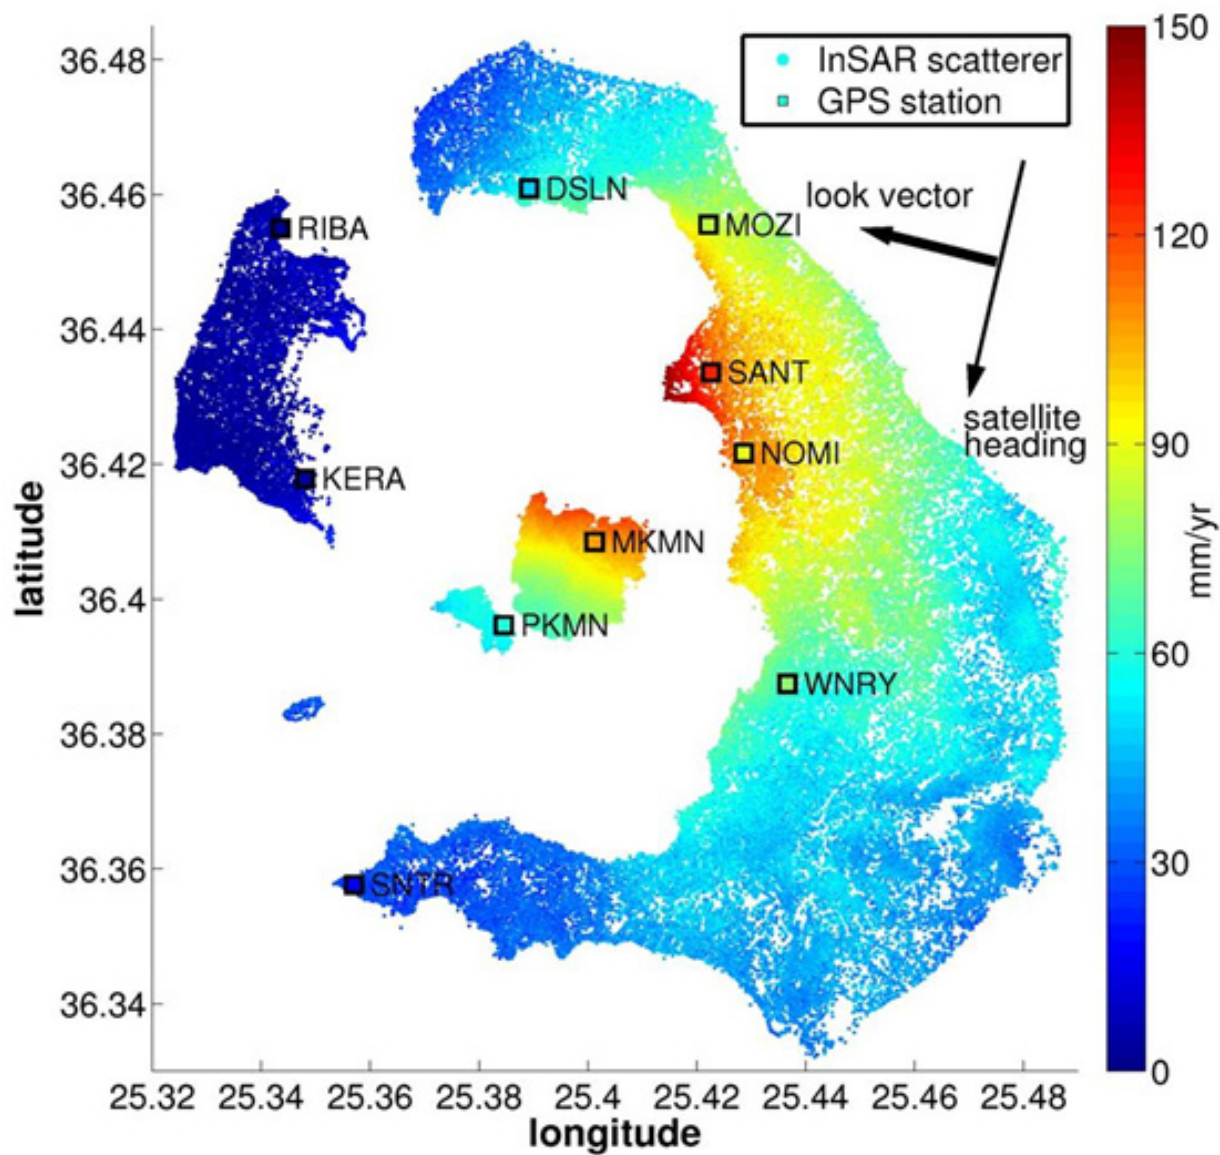 InSAR scatterer
GPS station
look vector
satellite
heading
DSLN
RIBA
MOZI
SANT
NOMI
KERA
MKMN
PKMN
WNRY
SNTR
36.48
36.46
36.44
36.42
36.4
36.38
36.36
36.34
latitude
25.32
25.34
25.36
25.38
25.4
25.42
25.44
25.46
25.48
longitude
150
120
90
60
30
0
mm/yr